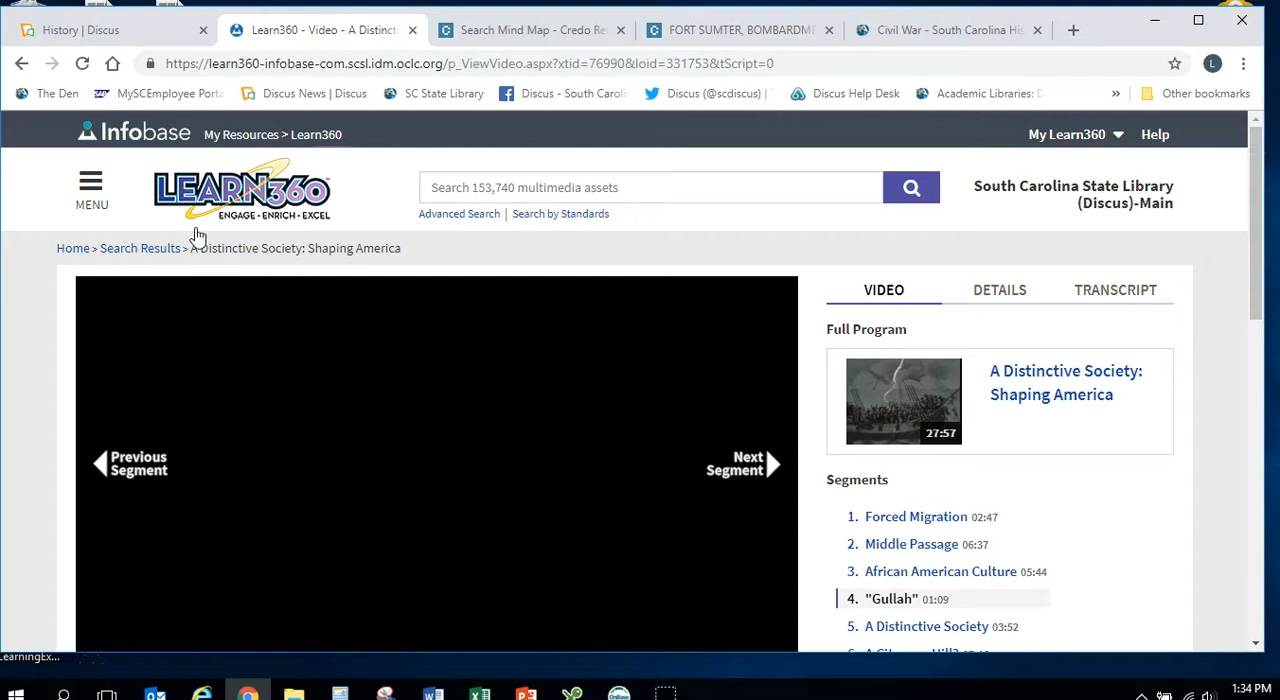 History | Discus
Learn360 - Video - A Distinct
Search Mind Map - Credo Re
FORT SUMTER, BOMBARDME
Civil War - South Carolina His
https://learn360-infobase-com.scsl.idm.oclc.org/p_ViewVideo.aspx?xtid=76990&loid=331753&tScript=0
L
The Den
MySCEmployee Porta
Discus News | Discus
SC State Library
Discus - South Caroli
Discus (@scdiscus) | T
Discus Help Desk
Academic Libraries: D
»
Other bookmarks
Infobase
My Resources > Learn360
My Learn360
Help
MENU
LEARN360
ENGAGE • ENRICH • EXCEL
Search 153,740 multimedia assets
Advanced Search | Search by Standards
South Carolina State Library
(Discus)-Main
Home > Search Results > A Distinctive Society: Shaping America
Previous
Segment
Next
Segment
VIDEO
DETAILS
TRANSCRIPT
Full Program
A Distinctive Society:
Shaping America
27:57
Segments
1. Forced Migration 02:47
2. Middle Passage 06:37
3. African American Culture 05:44
4. "Gullah" 01:09
5. A Distinctive Society 03:52
LearningEx...
1:34 PM